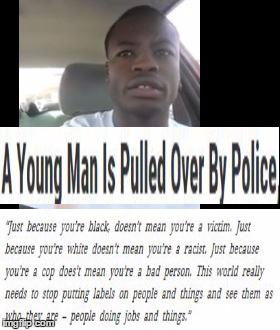 A Young Man Is Pulled Over By Police,
"Just because you're black, doesn't mean you're a victim. Just
because you're white doesn't mean you're a racist. Just because
you're a cop does't mean you're a bad person. This world really
needs to stop putting labels on people and things and see them as
who they are – people doing jobs and things."
imgflip.com